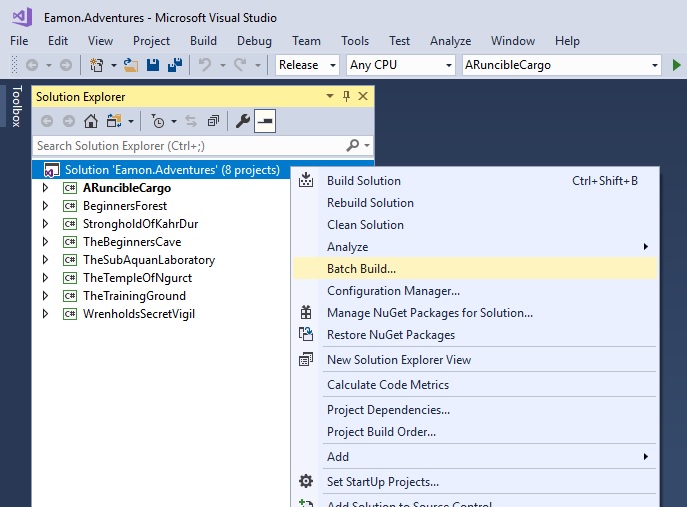 Eamon.Adventures - Microsoft Visual Studio
File Edit View Project Build Debug Team Tools Test Analyze Window Help
Release Any CPU ARuncibleCargo
Toolbox
Solution Explorer
Search Solution Explorer (Ctrl+;)
Solution 'Eamon.Adventures' (8 projects)
C# ARuncibleCargo
C# BeginnersForest
C# StrongholdOfKahrDur
C# TheBeginnersCave
C# TheSubAquanLaboratory
C# TheTempleOfNgurct
C# TheTrainingGround
C# WrenholdsSecretVigil
Build Solution Ctrl+Shift+B
Rebuild Solution
Clean Solution
Analyze
Batch Build...
Configuration Manager...
Manage NuGet Packages for Solution...
Restore NuGet Packages
New Solution Explorer View
Calculate Code Metrics
Project Dependencies...
Project Build Order...
Add
Set StartUp Projects...
Add Solution to Source Control